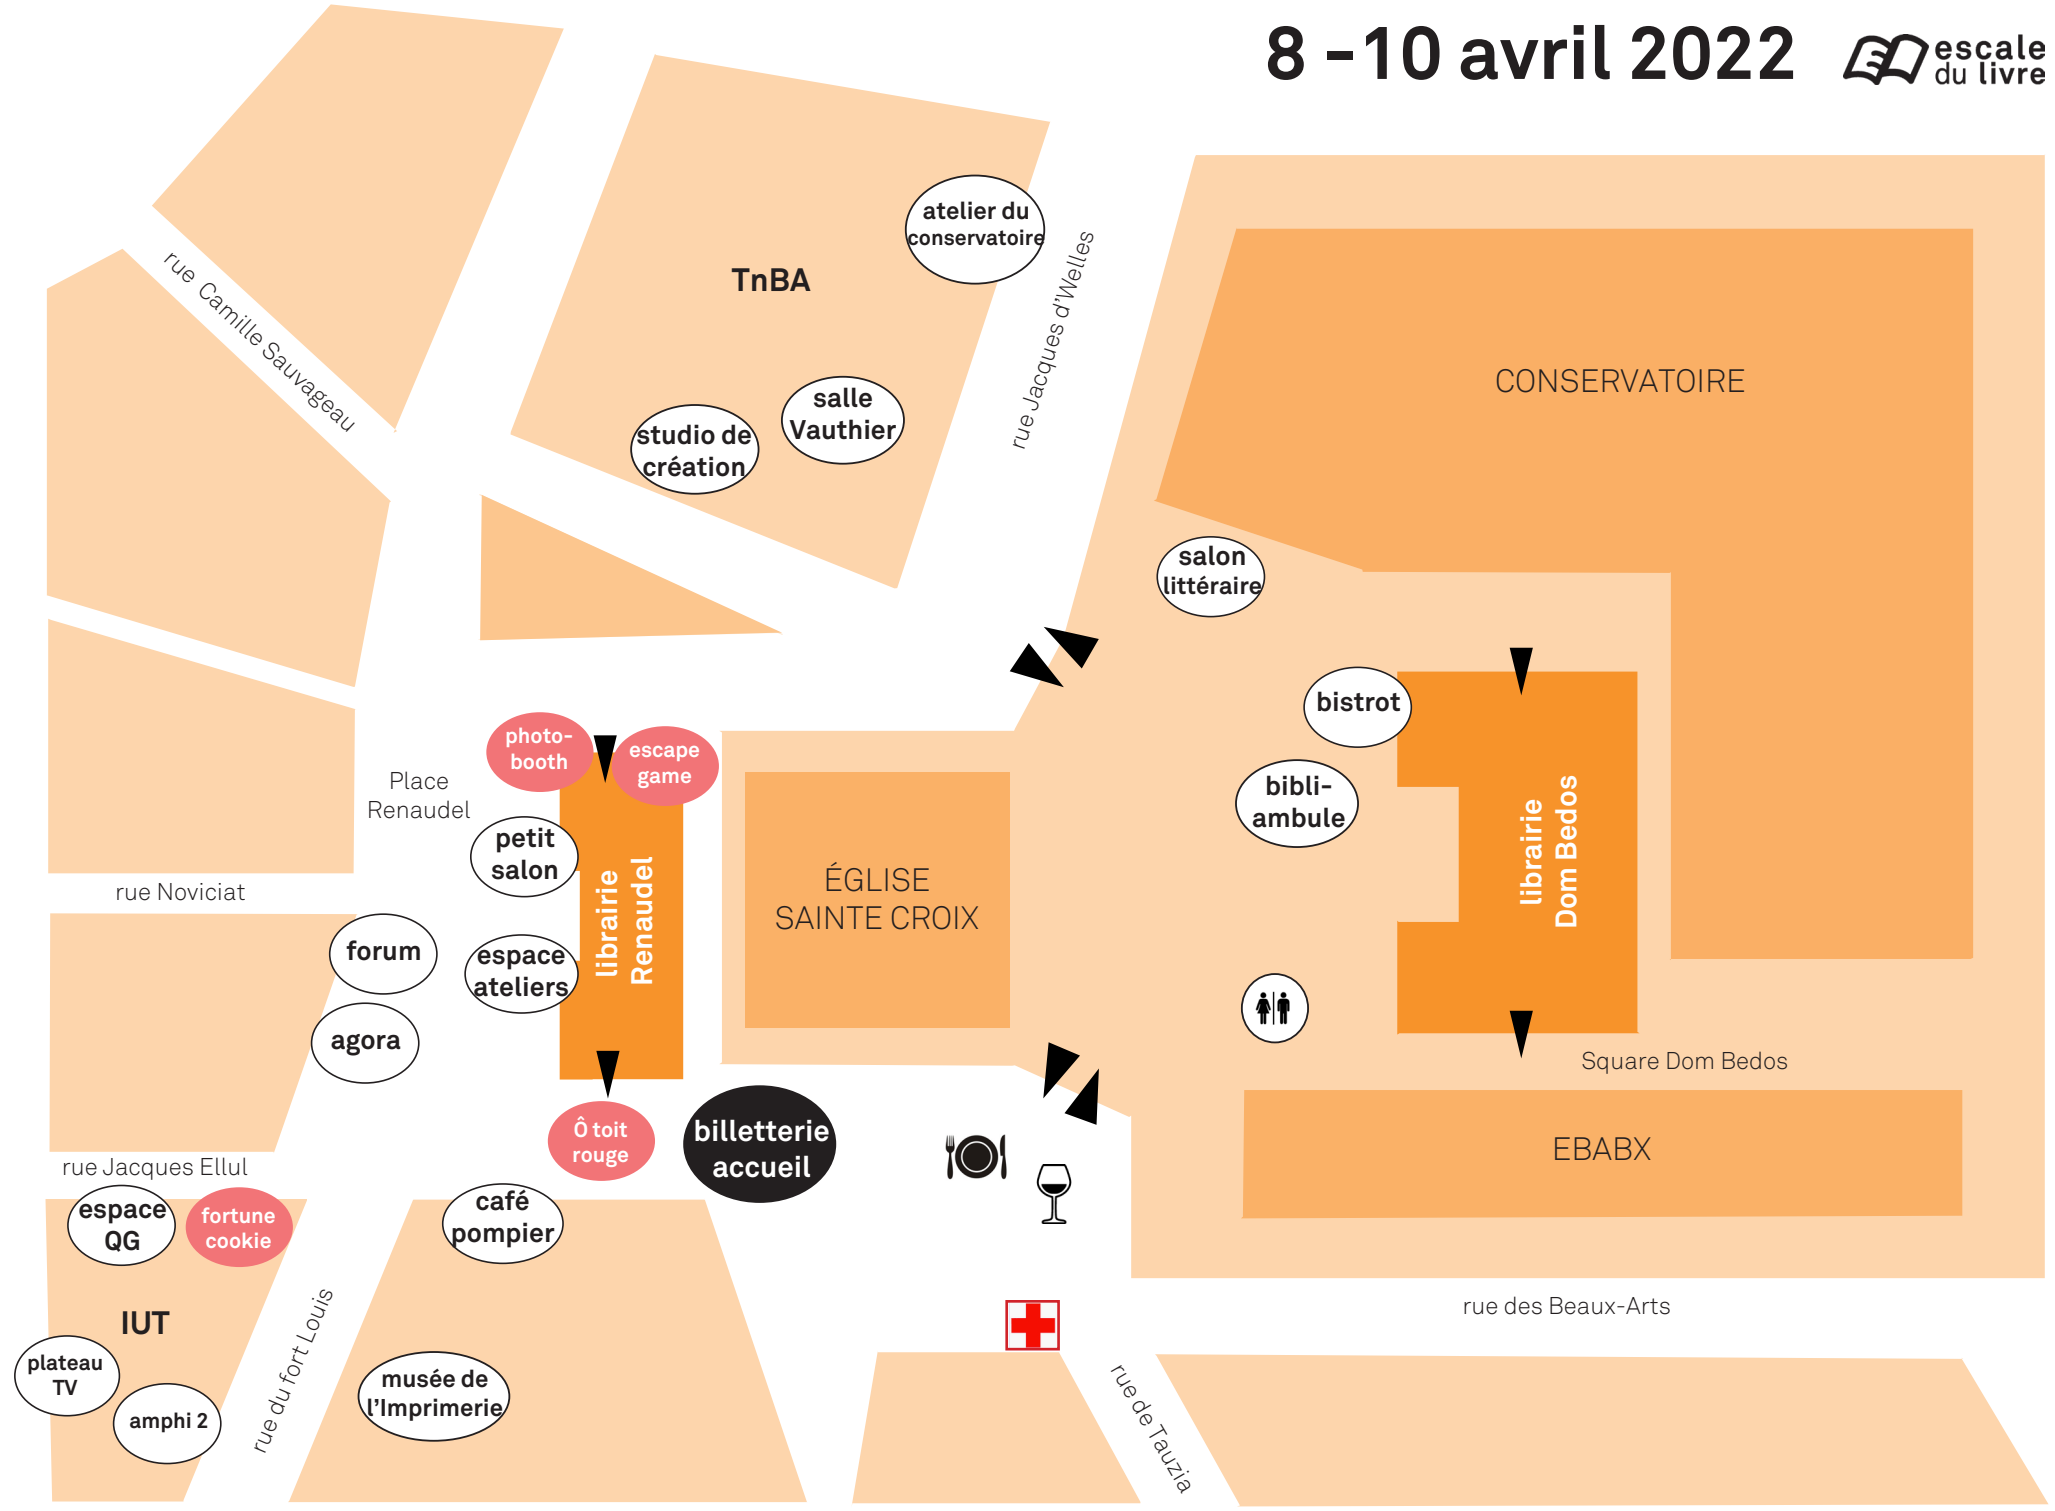 8 - 10 avril 2022
escale
du livre
atelier du
conservatoire
TnBA
rue Camille Sauvageau
rue Jacques d'Welles
salle
Vauthier
studio de
création
CONSERVATOIRE
salon
littéraire
bistrot
photo-
booth
escape
game
Place
Renaudel
bibli-
ambule
petit
salon
librairie
Renaudel
ÉGLISE
SAINTE CROIX
librairie
Dom Bedos
rue Noviciat
forum
espace
ateliers
agora
Square Dom Bedos
Ô toit
rouge
billetterie
accueil
EBABX
rue Jacques Ellul
espace
QG
fortune
cookie
café
pompier
IUT
rue des Beaux-Arts
plateau
TV
amphi 2
rue du fort Louis
musée de
l'Imprimerie
rue de Tauzia